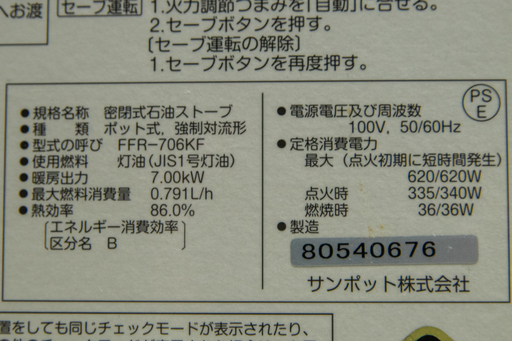 へお渡
セーブ運転
1.火力調節つまみを「自動」に合せる。
2.セーブボタンを押す。
〔セーブ運転の解除〕
1.セーブボタンを再度押す。
●規格名称 密閉式石油ストーブ
●種 類 ポット式,強制対流形
●型式の呼び FFR-706KF
●使用燃料 灯油(JIS1号灯油)
●暖房出力 7.00kW
●最大燃料消費量 0.791L/h
●熱効率 86.0%
エネルギー消費効率
区分名 B
PS
E
●電源電圧及び周波数
100V, 50/60Hz
●定格消費電力
最大(点火初期に短時間発生)
620/620W
点火時 335/340W
燃焼時 36/36W
●製造
80540676
サンポット株式会社
置をしても同じチェックモードが表示されたり、